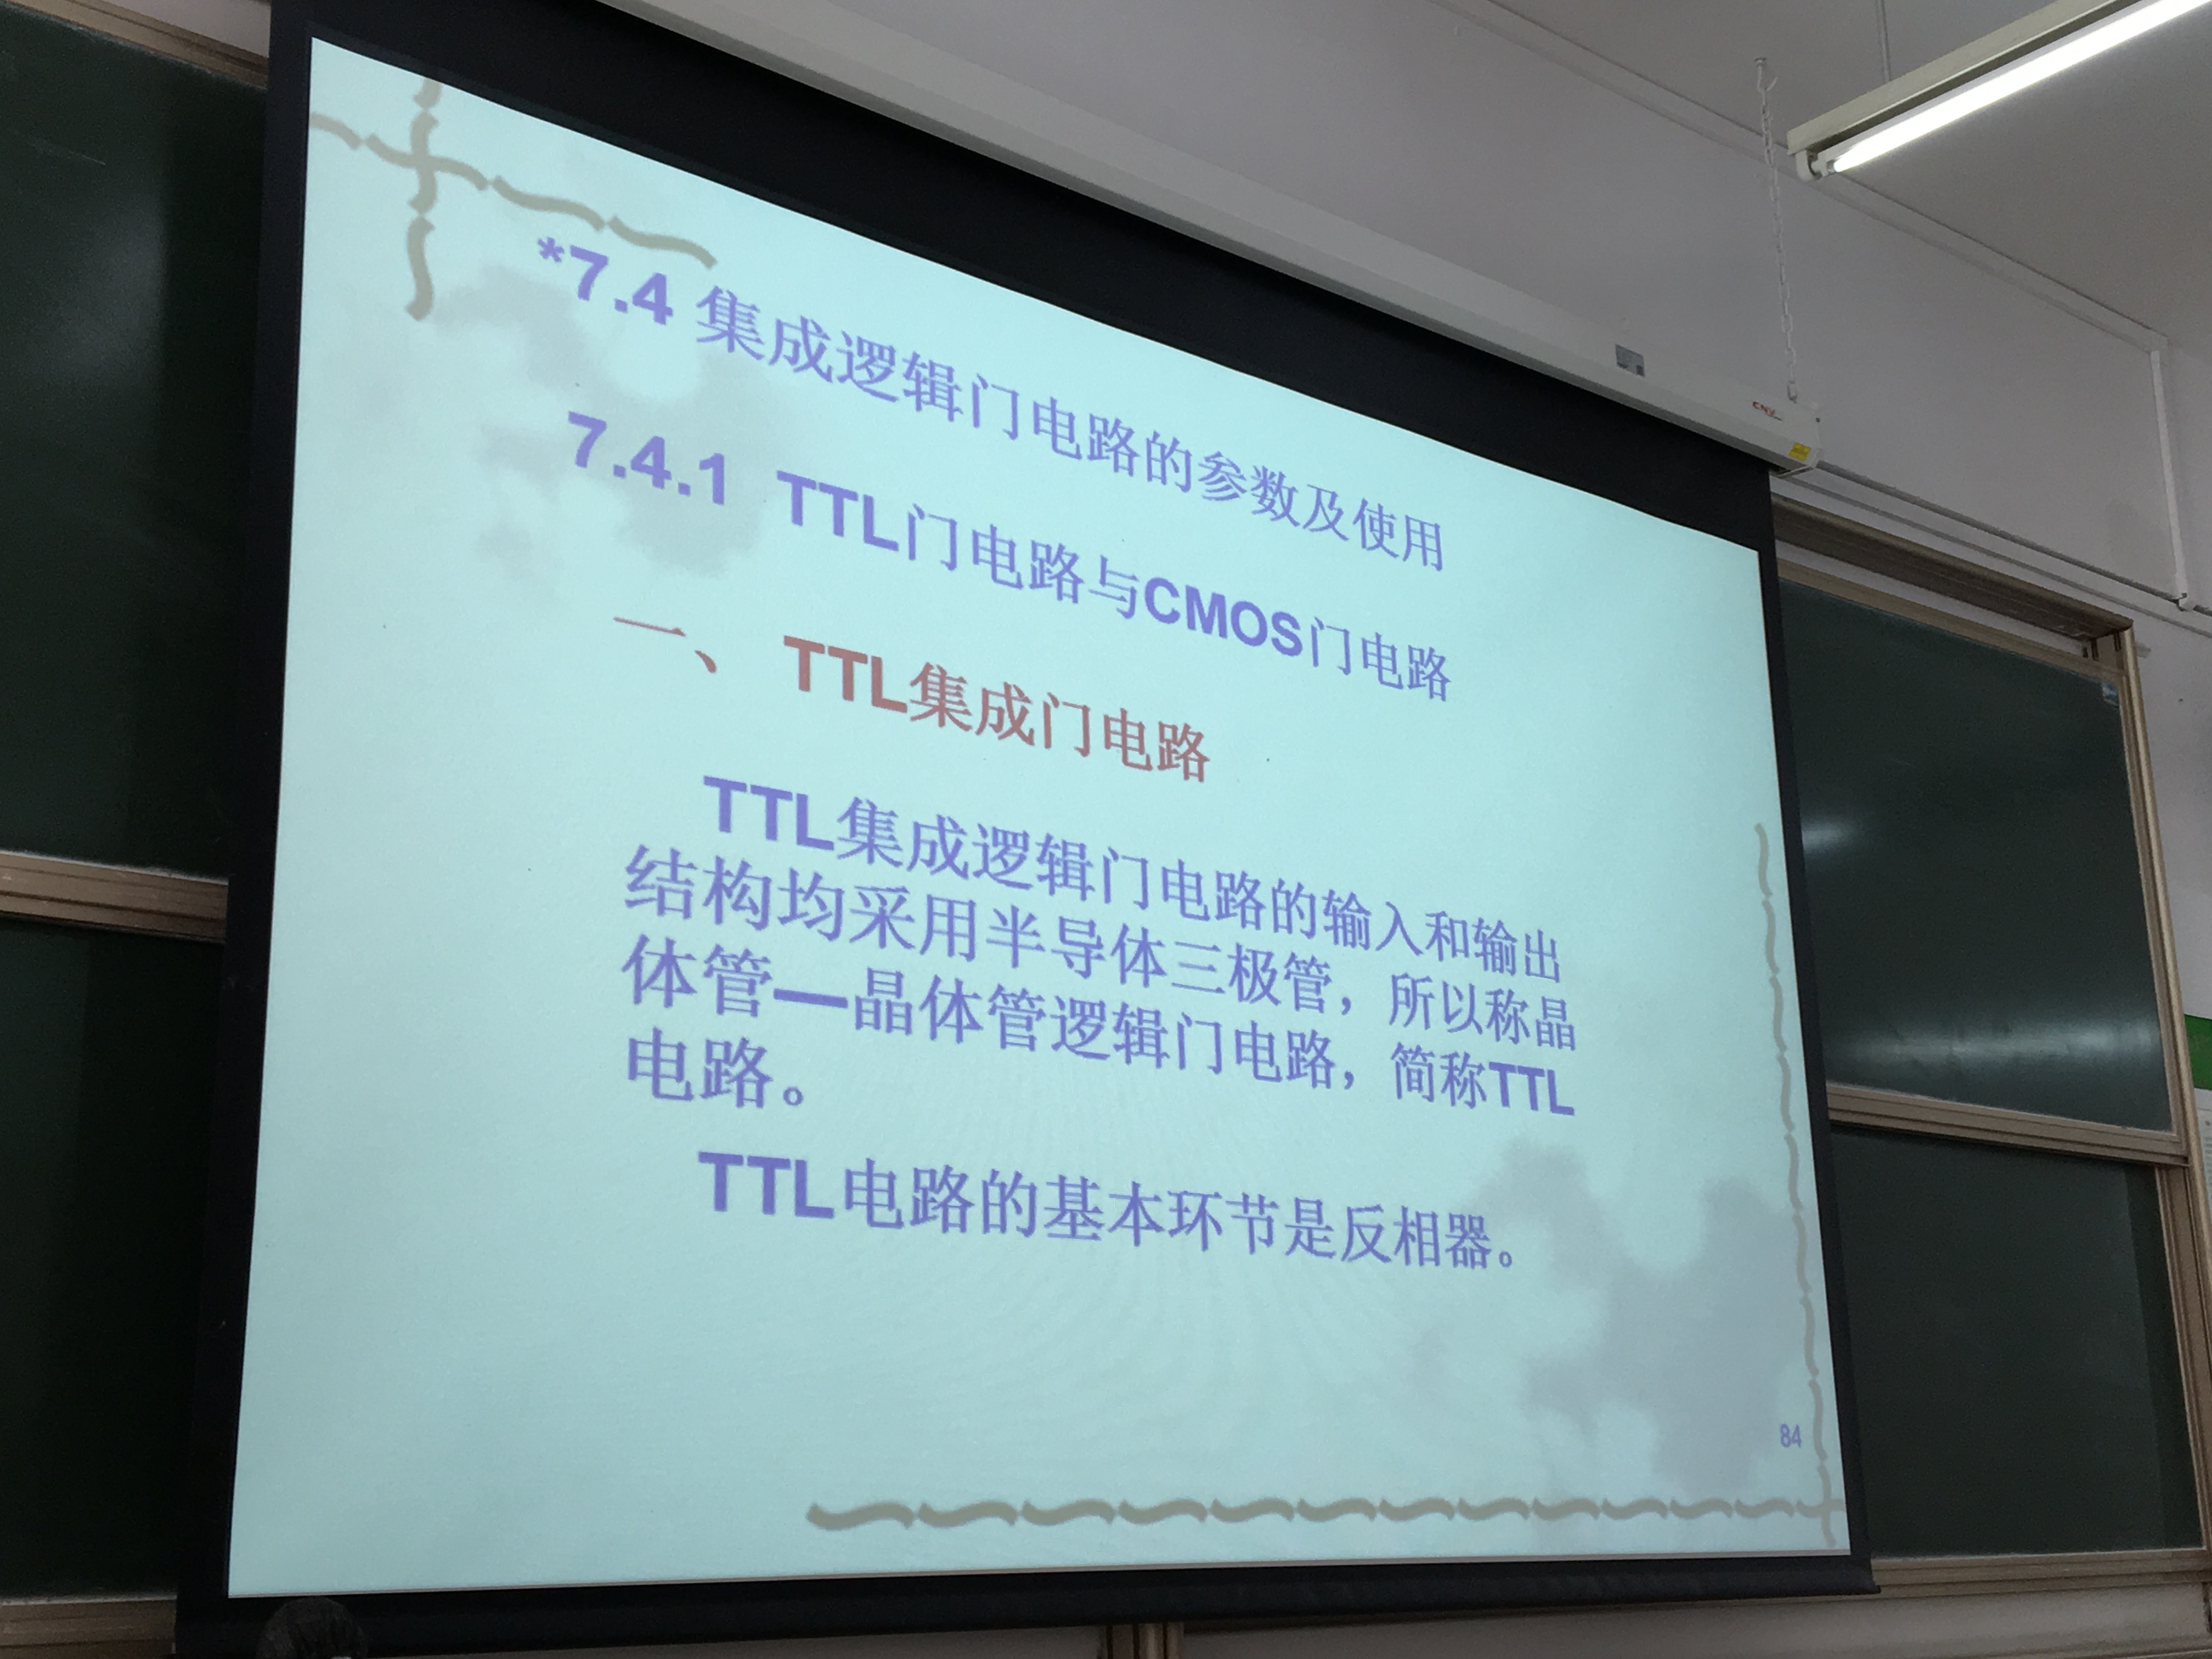 *7.4 集成逻辑门电路的参数及使用
7.4.1 TTL门电路与CMOS门电路
一、 TTL集成门电路
TTL集成逻辑门电路的输入和输出
结构均采用半导体三极管，所以称晶
体管—晶体管逻辑门电路，简称TTL
电路。
TTL电路的基本环节是反相器。
84